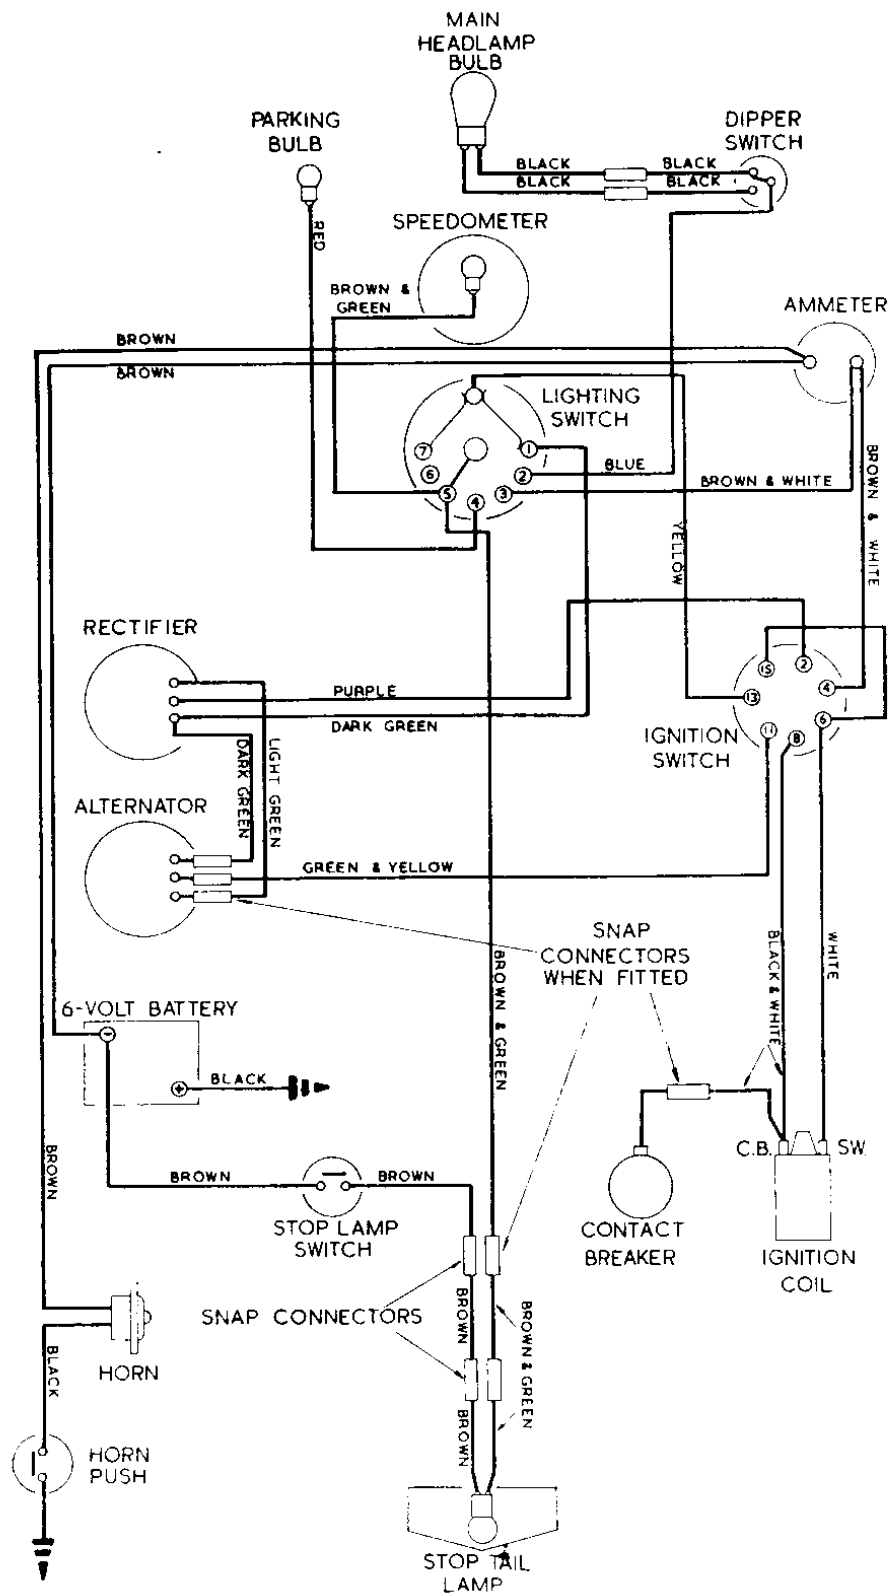 MAIN
HEADLAMP
BULB
PARKING
BULB
DIPPER
SWITCH
BLACK
BLACK
BLACK
BLACK
RED
SPEEDOMETER
BROWN &
GREEN
AMMETER
BROWN
BROWN
LIGHTING
SWITCH
7
1
6
2
5
4
3
BLUE
BROWN & WHITE
BROWN & WHITE
YELLOW
RECTIFIER
PURPLE
DARK GREEN
15
2
13
4
11
8
6
IGNITION
SWITCH
DARK GREEN
LIGHT GREEN
ALTERNATOR
GREEN & YELLOW
SNAP
CONNECTORS
WHEN FITTED
BLACK & WHITE
WHITE
BROWN & GREEN
6-VOLT BATTERY
-
+
BLACK
BROWN
BROWN
BROWN
STOP LAMP
SWITCH
C.B.
SW.
CONTACT
BREAKER
IGNITION
COIL
SNAP CONNECTORS
BROWN
BROWN & GREEN
HORN
BLACK
BROWN
HORN
PUSH
STOP TAIL
LAMP